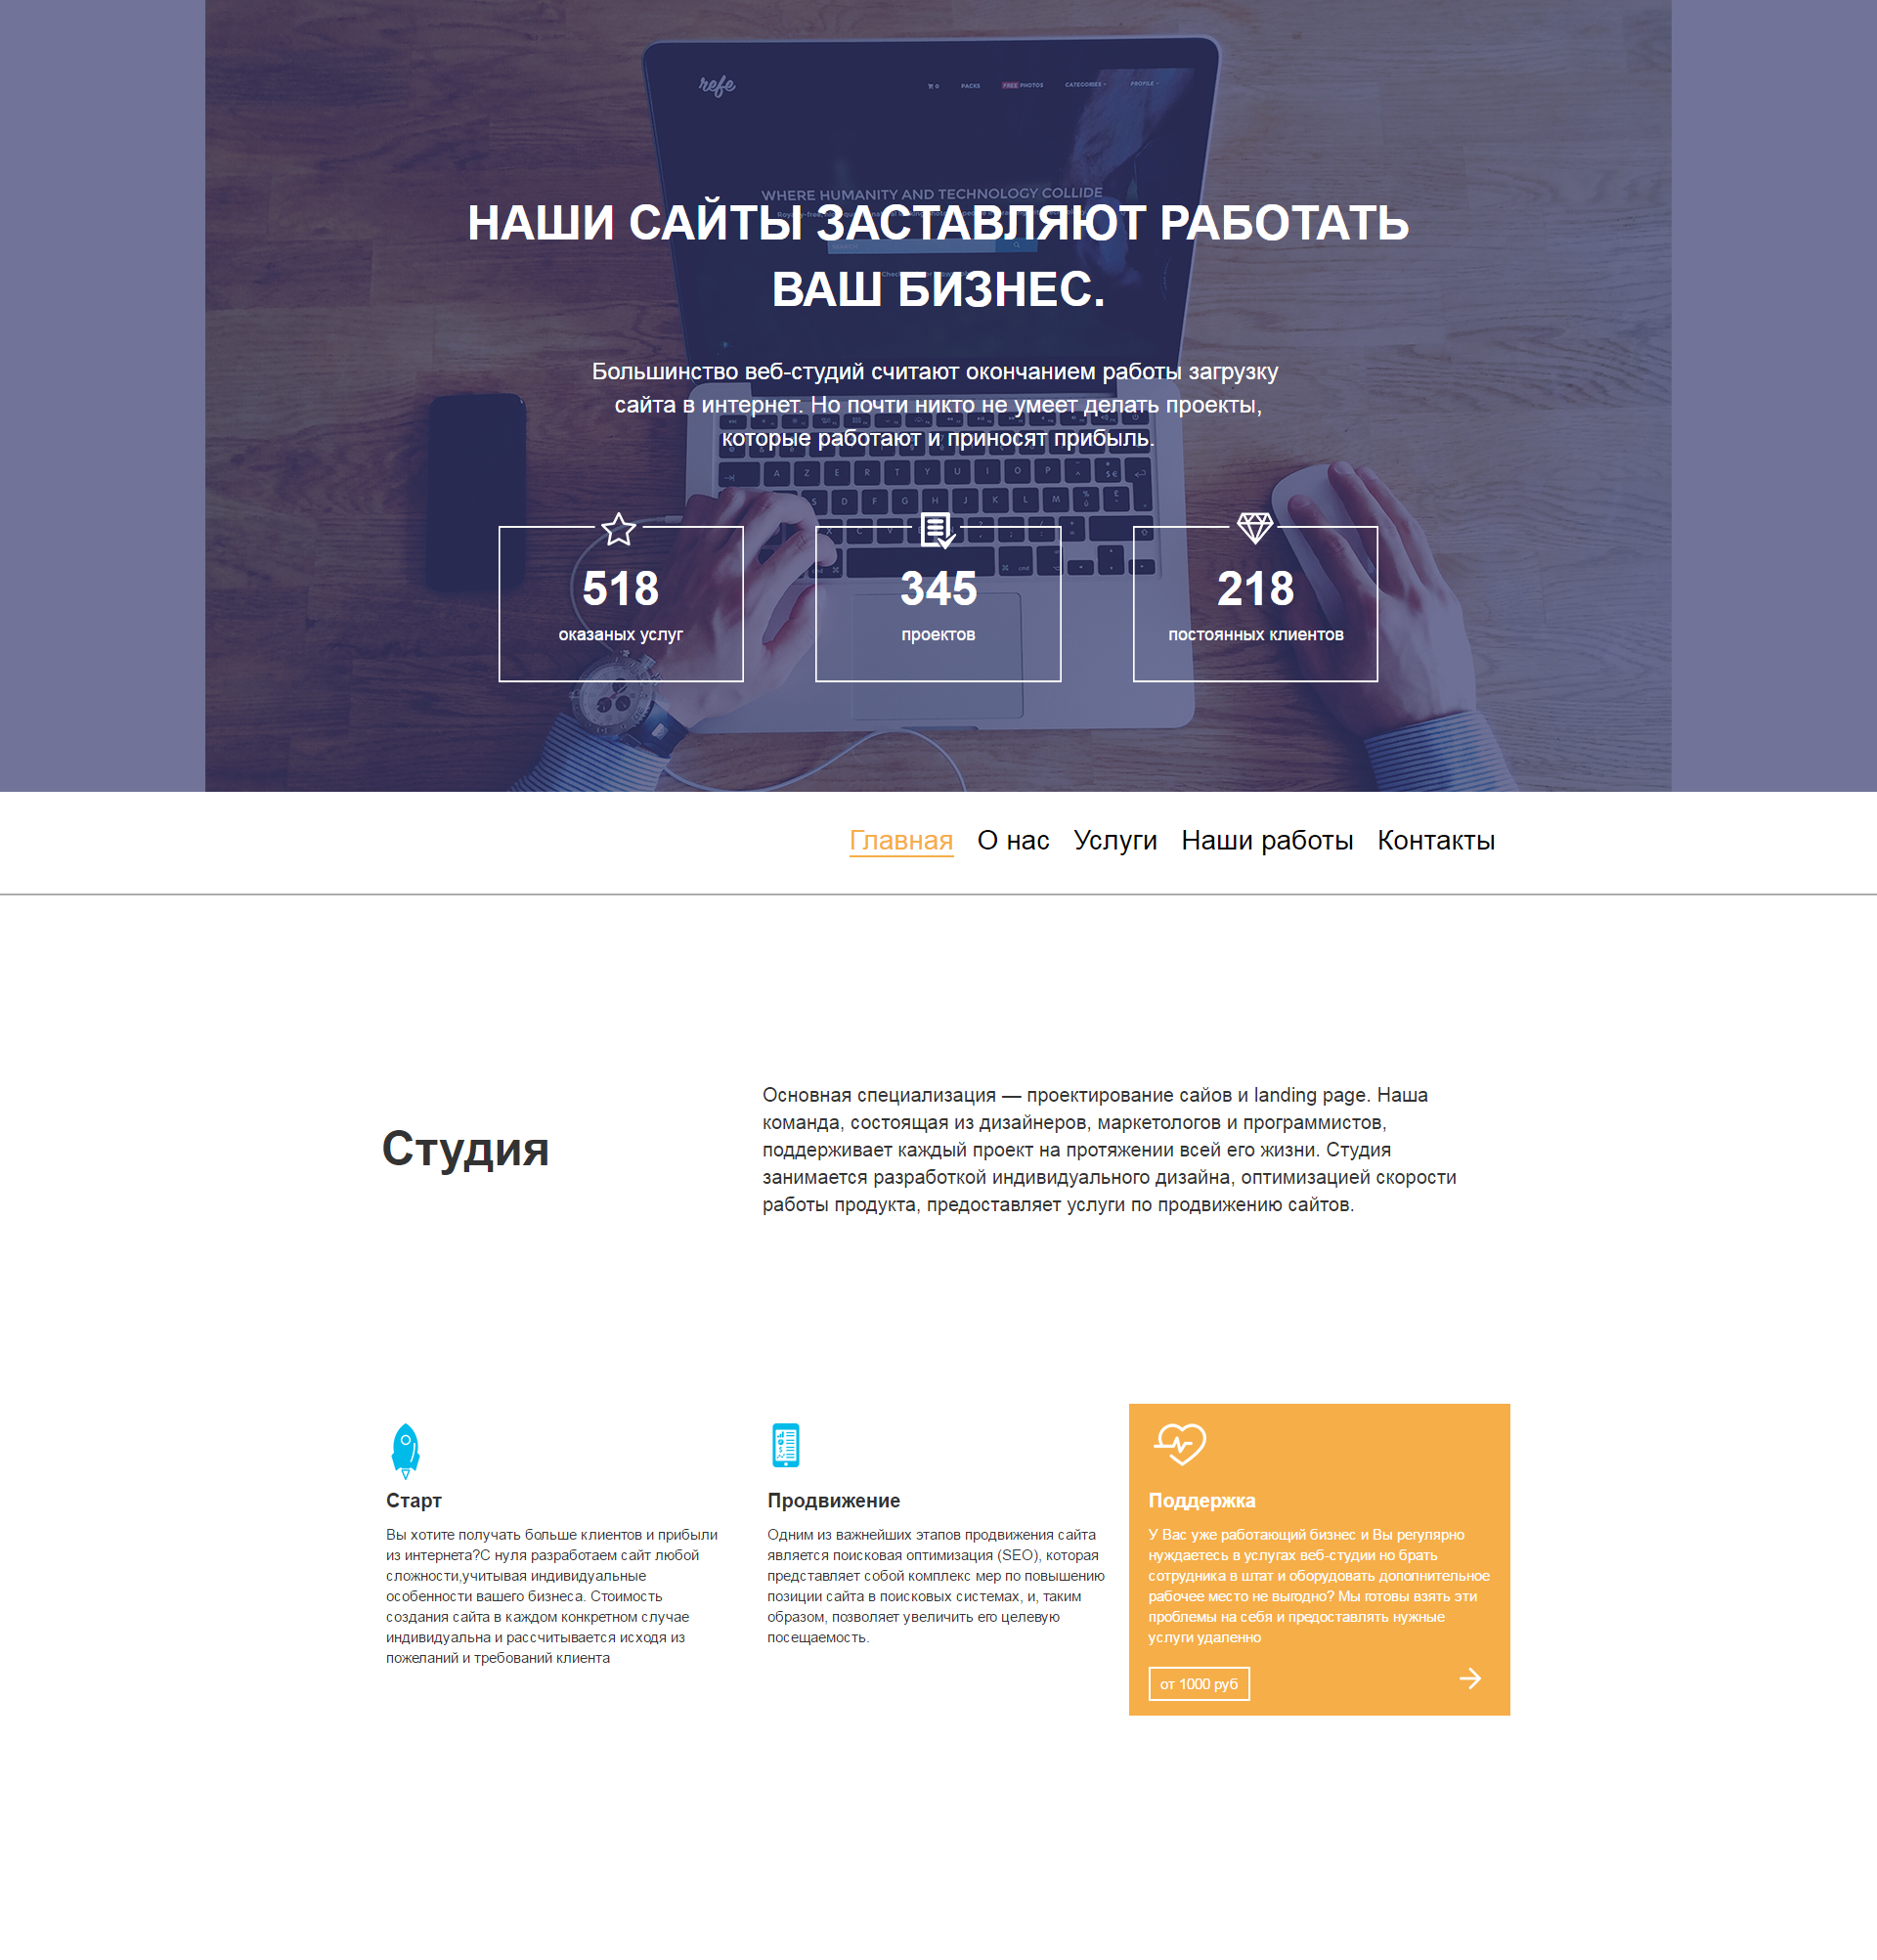 refe
0 PACKS FREE PHOTOS CATEGORIES PROFILE
WHERE HUMANITY AND TECHNOLOGY COLLIDE
НАШИ САЙТЫ ЗАСТАВЛЯЮТ РАБОТАТЬ
ВАШ БИЗНЕС.
Большинство веб-студий считают окончанием работы загрузку
сайта в интернет. Но почти никто не умеет делать проекты,
которые работают и приносят прибыль.
518
оказаных услуг
345
проектов
218
постоянных клиентов
Главная О нас Услуги Наши работы Контакты
Студия
Основная специализация — проектирование сайов и landing page. Наша
команда, состоящая из дизайнеров, маркетологов и программистов,
поддерживает каждый проект на протяжении всей его жизни. Студия
занимается разработкой индивидуального дизайна, оптимизацией скорости
работы продукта, предоставляет услуги по продвижению сайтов.
Старт
Вы хотите получать больше клиентов и прибыли
из интернета?С нуля разработаем сайт любой
сложности,учитывая индивидуальные
особенности вашего бизнеса. Стоимость
создания сайта в каждом конкретном случае
индивидуальна и рассчитывается исходя из
пожеланий и требований клиента
Продвижение
Одним из важнейших этапов продвижения сайта
является поисковая оптимизация (SEO), которая
представляет собой комплекс мер по повышению
позиции сайта в поисковых системах, и, таким
образом, позволяет увеличить его целевую
посещаемость.
Поддержка
У Вас уже работающий бизнес и Вы регулярно
нуждаетесь в услугах веб-студии но брать
сотрудника в штат и оборудовать дополнительное
рабочее место не выгодно? Мы готовы взять эти
проблемы на себя и предоставлять нужные
услуги удаленно
от 1000 руб